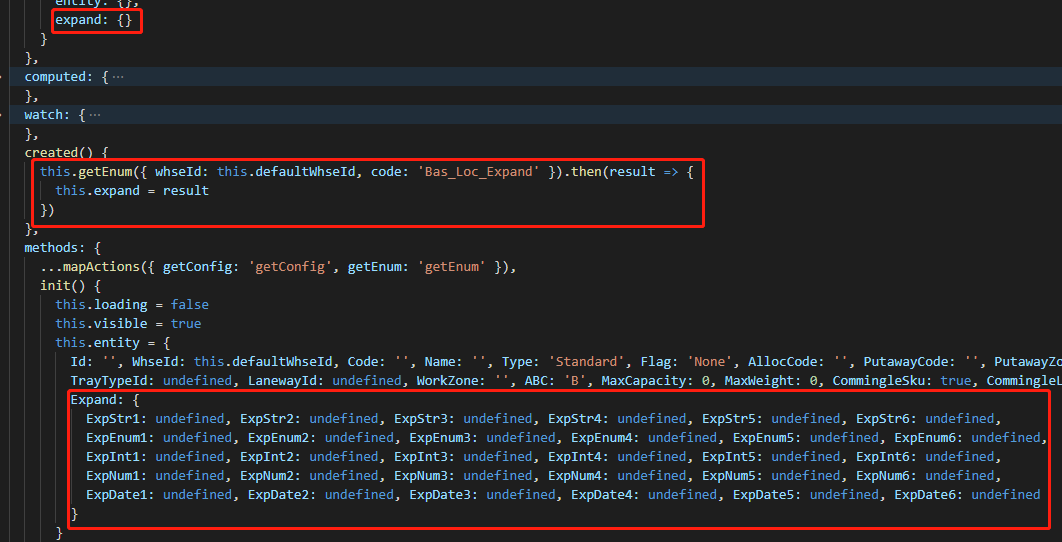 entity: {},
expand: {}
}
},
computed: { ...
},
watch: { ...
},
created() {
this.getEnum({ whseId: this.defaultWhseId, code: 'Bas_Loc_Expand' }).then(result => {
this.expand = result
})
},
methods: {
...mapActions({ getConfig: 'getConfig', getEnum: 'getEnum' }),
init() {
this.loading = false
this.visible = true
this.entity = {
Id: '', WhseId: this.defaultWhseId, Code: '', Name: '', Type: 'Standard', Flag: 'None', AllocCode: '', PutawayCode: '', PutawayZo
TrayTypeId: undefined, LanewayId: undefined, WorkZone: '', ABC: 'B', MaxCapacity: 0, MaxWeight: 0, CommingleSku: true, CommingleL
Expand: {
ExpStr1: undefined, ExpStr2: undefined, ExpStr3: undefined, ExpStr4: undefined, ExpStr5: undefined, ExpStr6: undefined,
ExpEnum1: undefined, ExpEnum2: undefined, ExpEnum3: undefined, ExpEnum4: undefined, ExpEnum5: undefined, ExpEnum6: undefined,
ExpInt1: undefined, ExpInt2: undefined, ExpInt3: undefined, ExpInt4: undefined, ExpInt5: undefined, ExpInt6: undefined,
ExpNum1: undefined, ExpNum2: undefined, ExpNum3: undefined, ExpNum4: undefined, ExpNum5: undefined, ExpNum6: undefined,
ExpDate1: undefined, ExpDate2: undefined, ExpDate3: undefined, ExpDate4: undefined, ExpDate5: undefined, ExpDate6: undefined
}
}